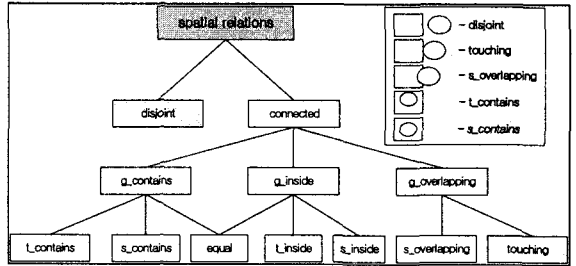 spatial relations
– disjoint
– touching
– s_overlapping
– t_contains
– s_contains
disjoint
connected
g_contains
g_inside
g_overlapping
t_contains
s_contains
equal
t_inside
s_inside
s_overlapping
touching